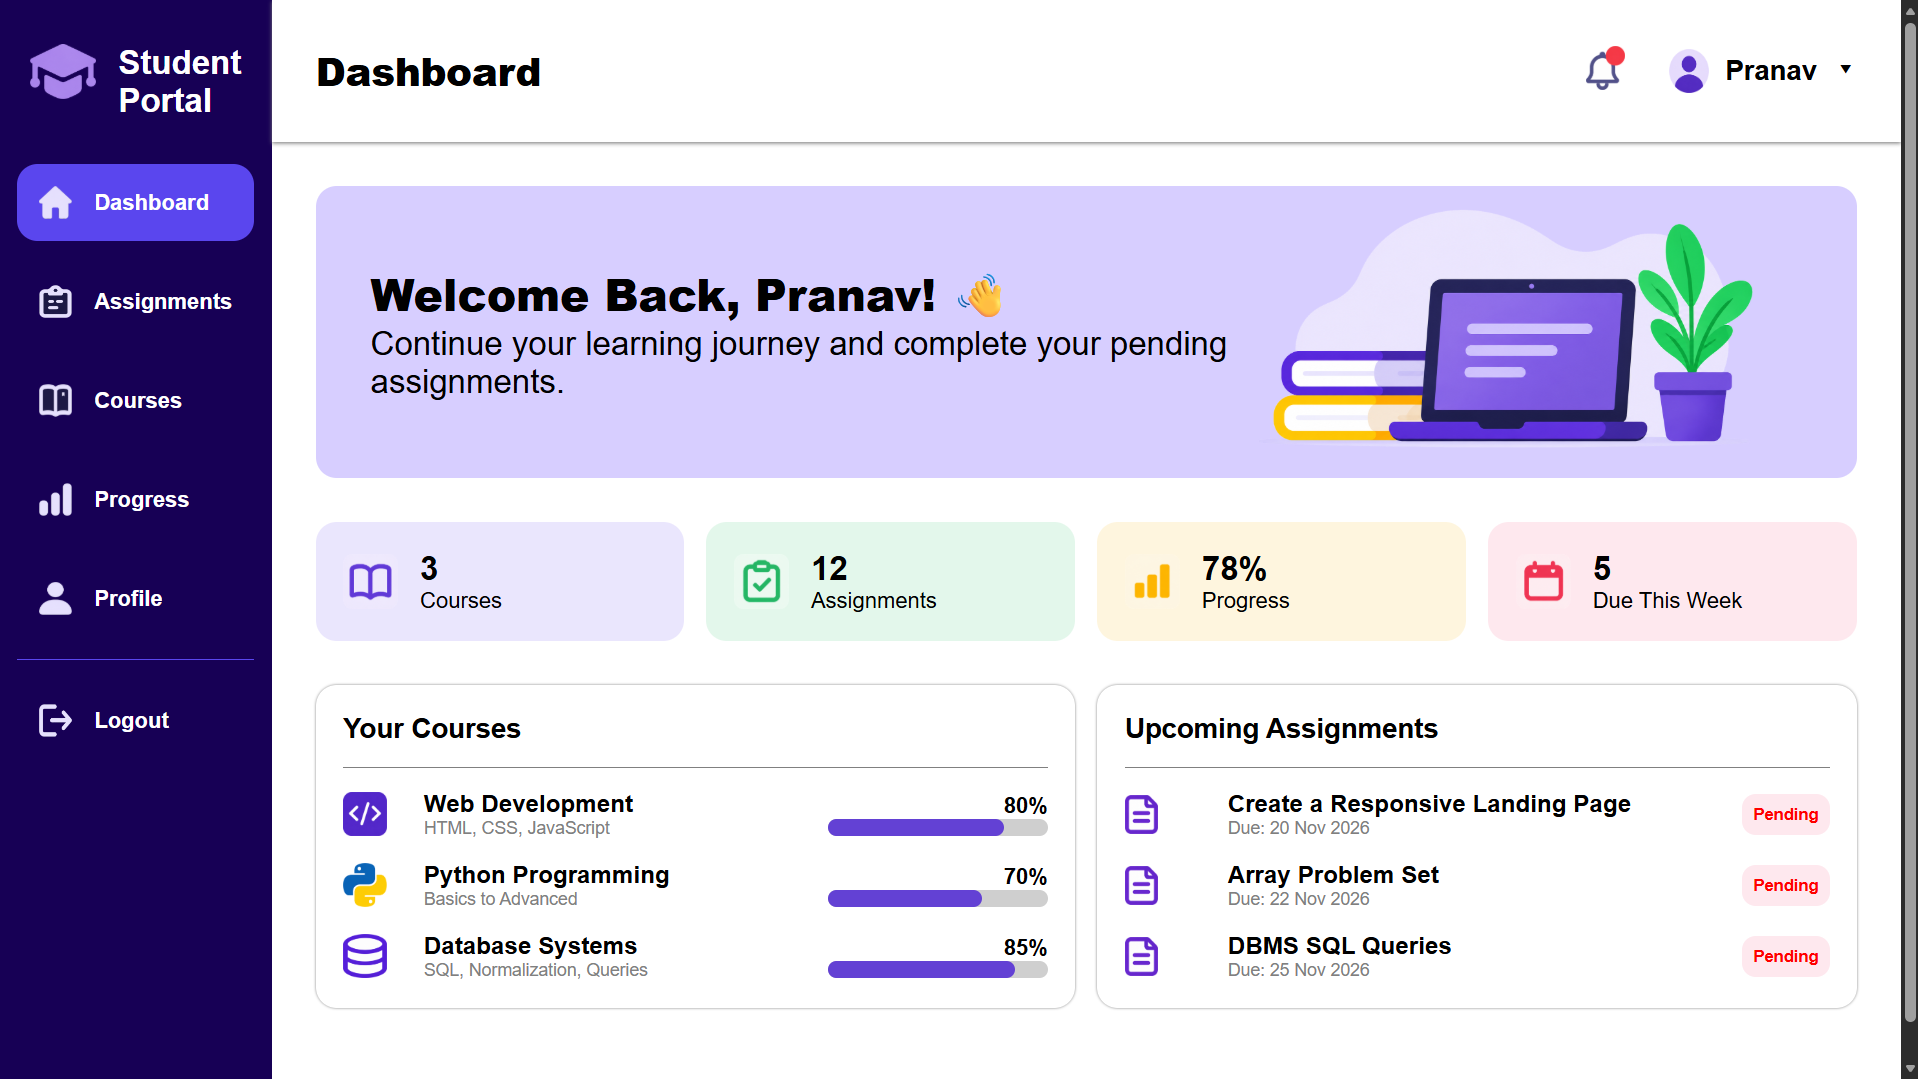 Student
Portal
Dashboard
Assignments
Courses
Progress
Profile
Logout
Dashboard
Pranav
Welcome Back, Pranav! 👋
Continue your learning journey and complete your pending
assignments.
3
Courses
12
Assignments
78%
Progress
5
Due This Week
Your Courses
Web Development
HTML, CSS, JavaScript
80%
Python Programming
Basics to Advanced
70%
Database Systems
SQL, Normalization, Queries
85%
Upcoming Assignments
Create a Responsive Landing Page
Due: 20 Nov 2026
Pending
Array Problem Set
Due: 22 Nov 2026
Pending
DBMS SQL Queries
Due: 25 Nov 2026
Pending